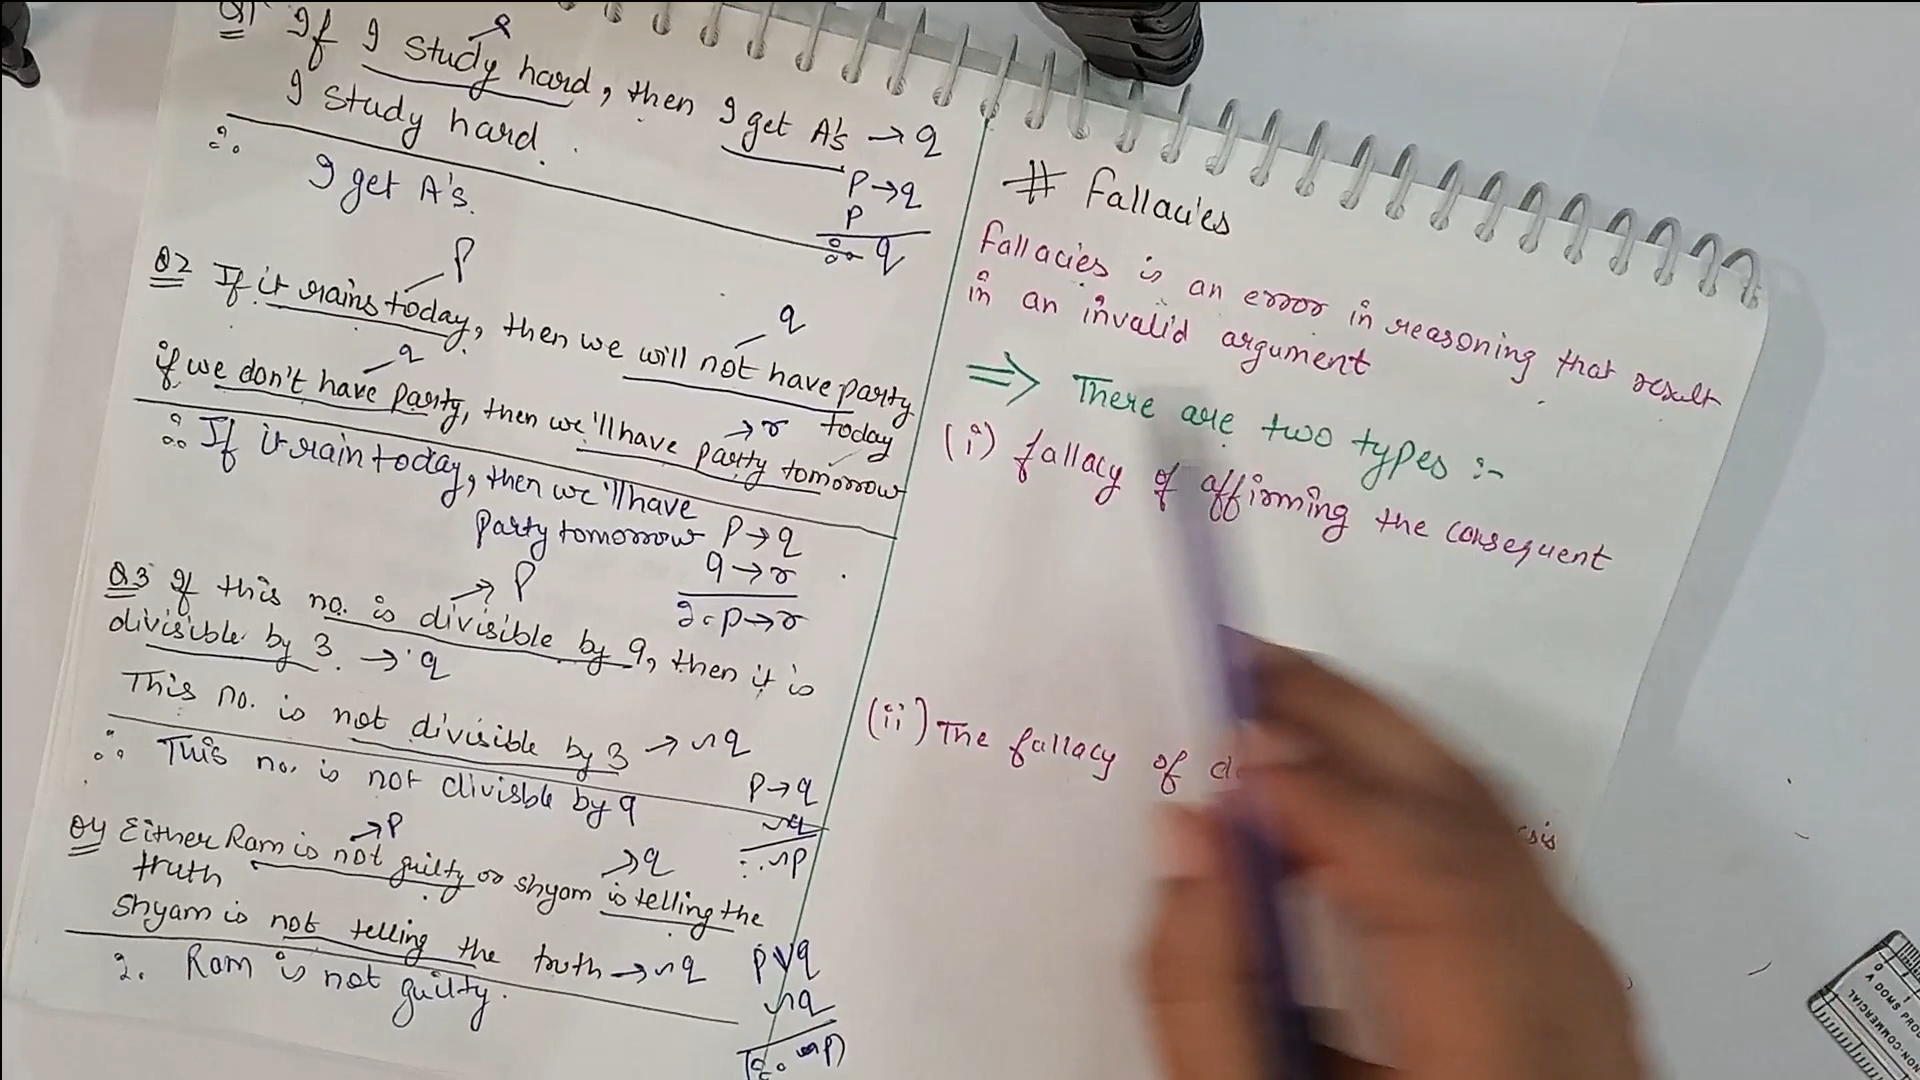 Q1 If I study hard, then I get A's → q
I study hard.
∴ I get A's.
p → q
p
∴ q
Q2 If it rains today, then we will not have party
today
if we don't have party, then we'll have party tomorrow
p
q
q
→ r
∴ If it rain today, then we'll have
party tomorrow
p → q
q → r
∴ p → r
Q3 If this no. is divisible by 9, then it is
→ p
divisible by 3. → q
This no. is not divisible by 3 → ~q
∴ This no. is not divisble by 9
p → q
~q
∴ ~p
Q4 Either Ram is not guilty or shyam is telling the
truth
→ p
→ q
Shyam is not telling the truth → ~q
∴ Ram is not guilty.
p ∨ q
~q
# Fallacies
Fallacies is an error in reasoning that result
in an invalid argument
⇒ There are two types :-
(i) fallacy of affirming the consequent
(ii) The fallacy of